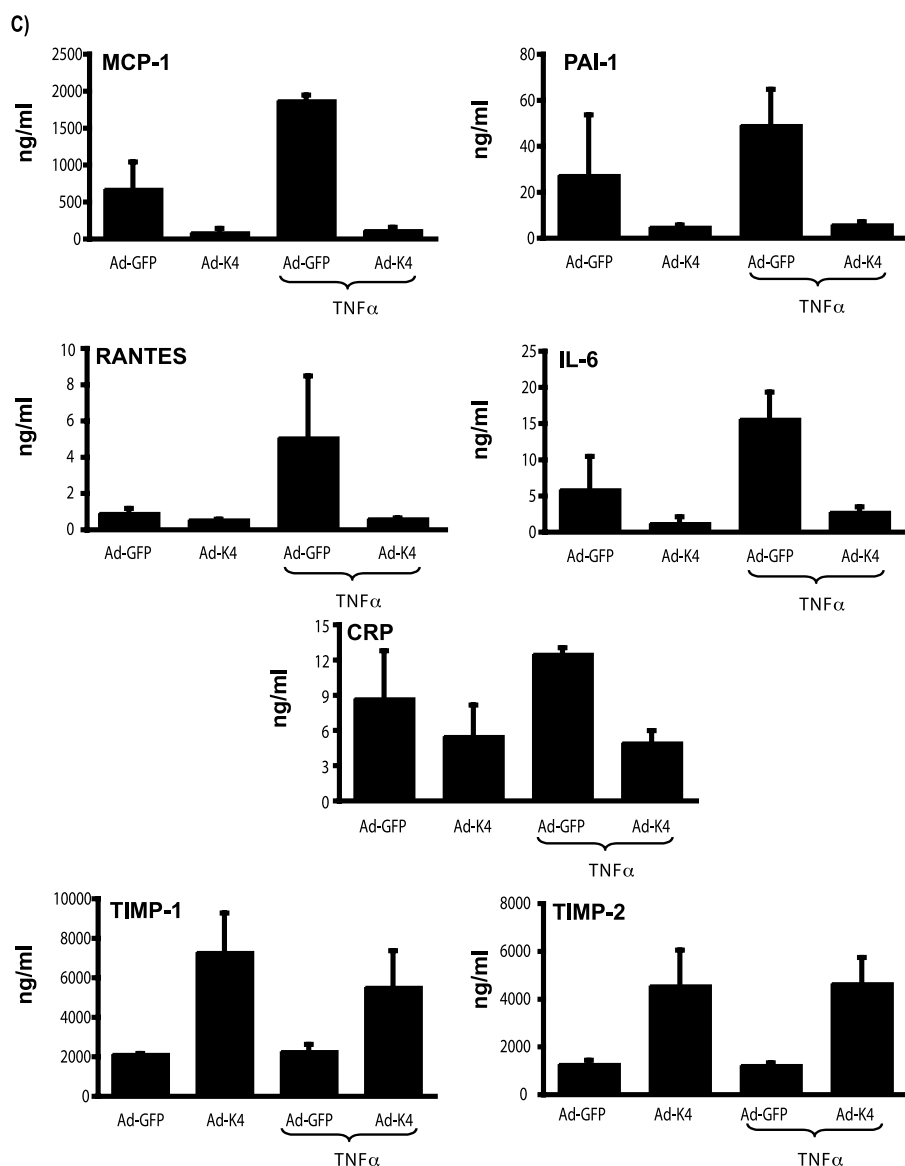 C)
MCP-1
2500
2000
1500
1000
500
0
ng/ml
Ad-GFP Ad-K4 Ad-GFP Ad-K4
TNFα
PAI-1
80
60
40
20
0
ng/ml
Ad-GFP Ad-K4 Ad-GFP Ad-K4
TNFα
RANTES
10
8
6
4
2
0
ng/ml
Ad-GFP Ad-K4 Ad-GFP Ad-K4
TNFα
IL-6
25
20
15
10
5
0
ng/ml
Ad-GFP Ad-K4 Ad-GFP Ad-K4
TNFα
CRP
15
12
9
6
3
0
ng/ml
Ad-GFP Ad-K4 Ad-GFP Ad-K4
TNFα
TIMP-1
10000
8000
6000
4000
2000
0
ng/ml
Ad-GFP Ad-K4 Ad-GFP Ad-K4
TNFα
TIMP-2
8000
6000
4000
2000
0
ng/ml
Ad-GFP Ad-K4 Ad-GFP Ad-K4
TNFα